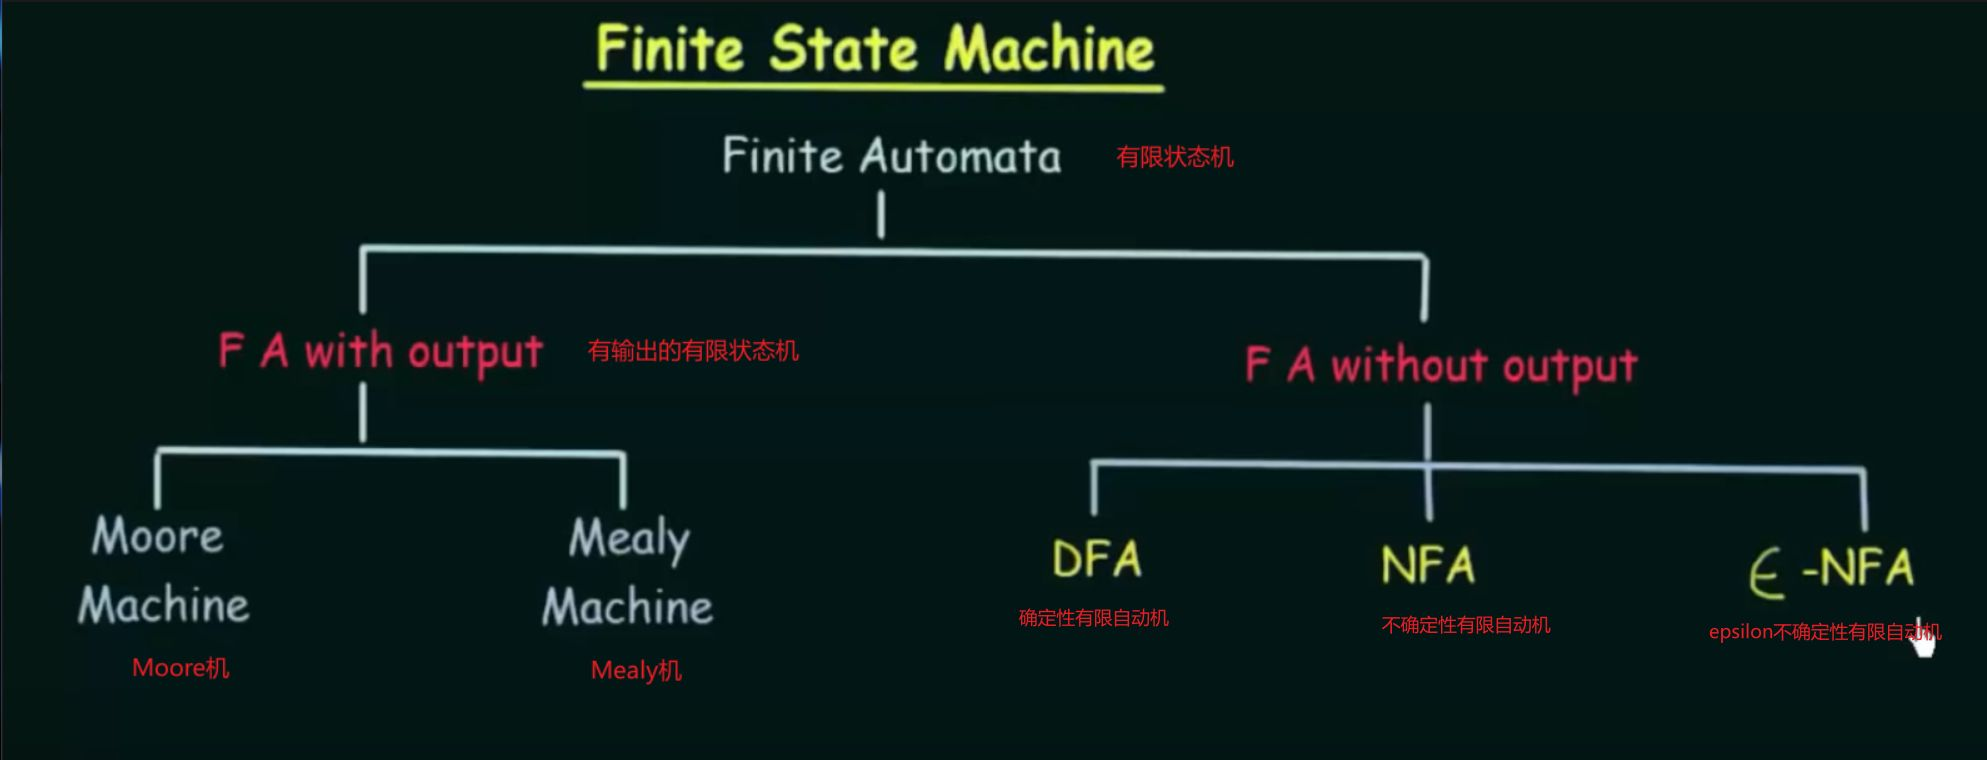 Finite State Machine
Finite Automata 有限状态机
F A with output 有输出的有限状态机
F A without output
Moore
Machine
Moore机
Mealy
Machine
Mealy机
DFA
确定性有限自动机
NFA
不确定性有限自动机
∈ -NFA
epsilon不确定性有限自动机